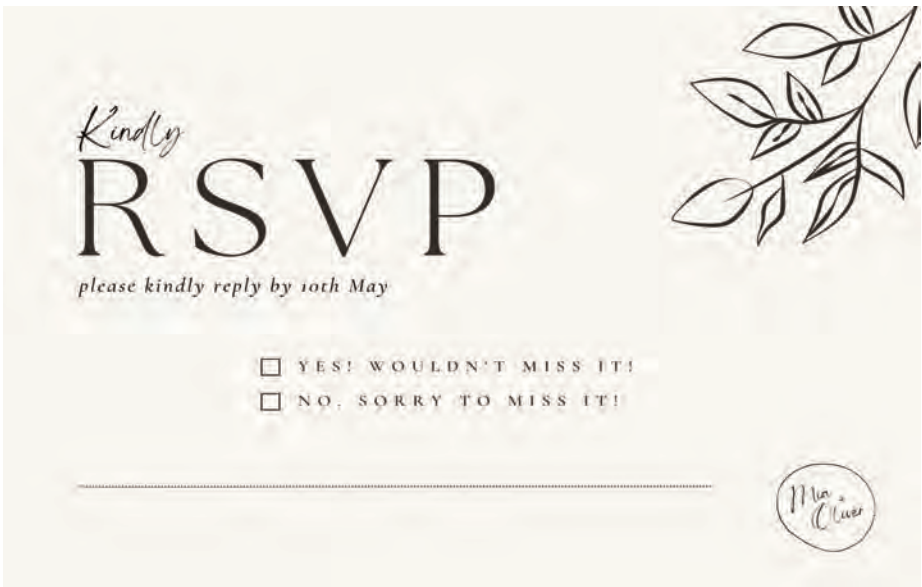 Kindly
RSVP
please kindly reply by 10th May
YES! WOULDN'T MISS IT!
NO, SORRY TO MISS IT!
Mia &
Oliver